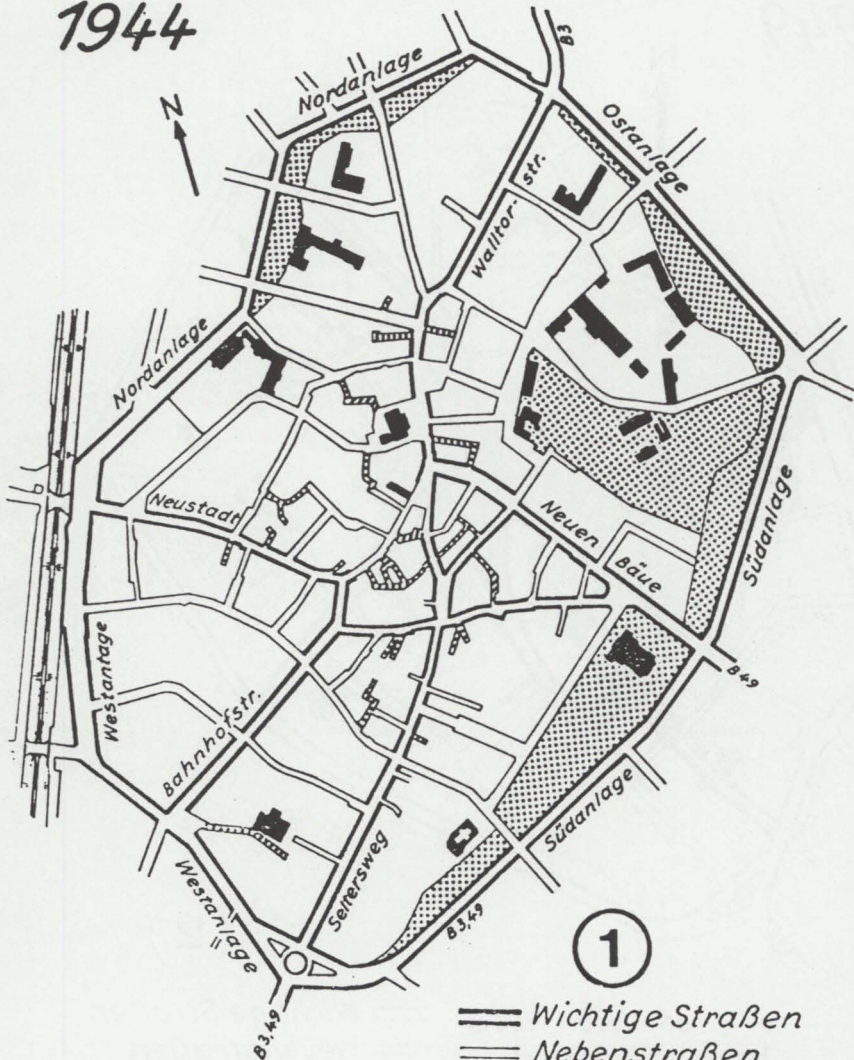 1944
B3
Nordanlage
N
Ostanlage
Walltor-
str.
Nordanlage
Neustadt
Neuen
Bäue
Südanlage
B 49
Westanlage
Bahnhofstr.
Südanlage
Seltersweg
Westanlage
B3,49
1
B3,49
Wichtige Straßen
Nebenstraßen